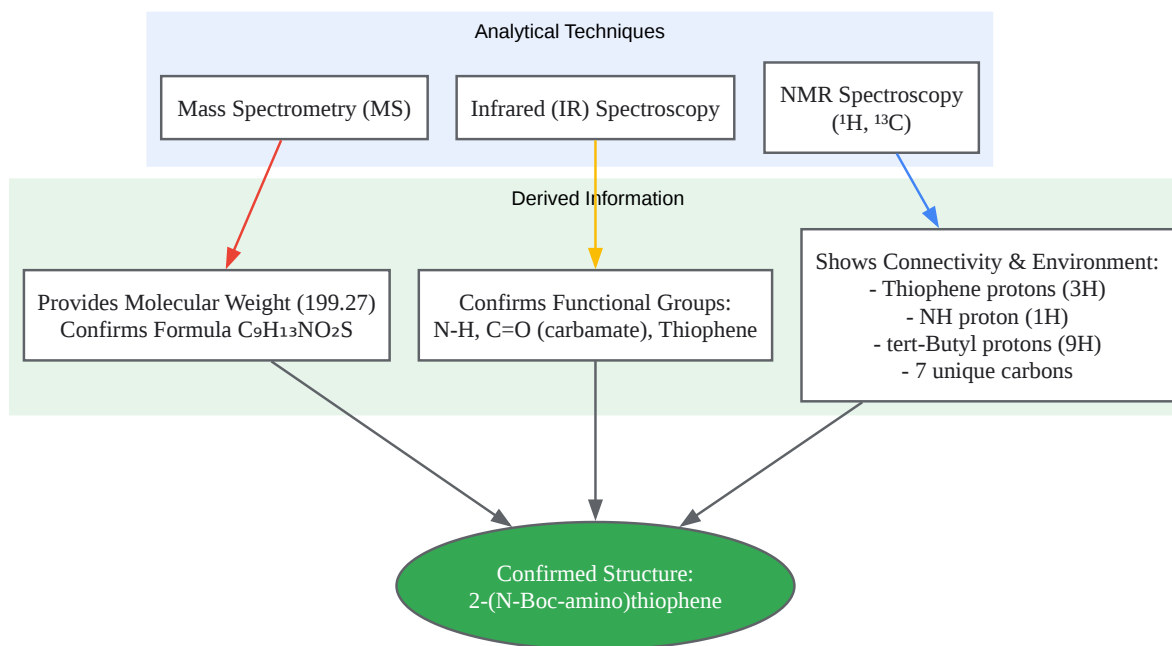 Analytical Techniques
Mass Spectrometry (MS)
Infrared (IR) Spectroscopy
NMR Spectroscopy
(¹H, ¹³C)
Derived Information
Provides Molecular Weight (199.27)
Confirms Formula C₉H₁₃NO₂S
Confirms Functional Groups:
N-H, C=O (carbamate), Thiophene
Shows Connectivity & Environment:
- Thiophene protons (3H)
- NH proton (1H)
- tert-Butyl protons (9H)
- 7 unique carbons
Confirmed Structure:
2-(N-Boc-amino)thiophene